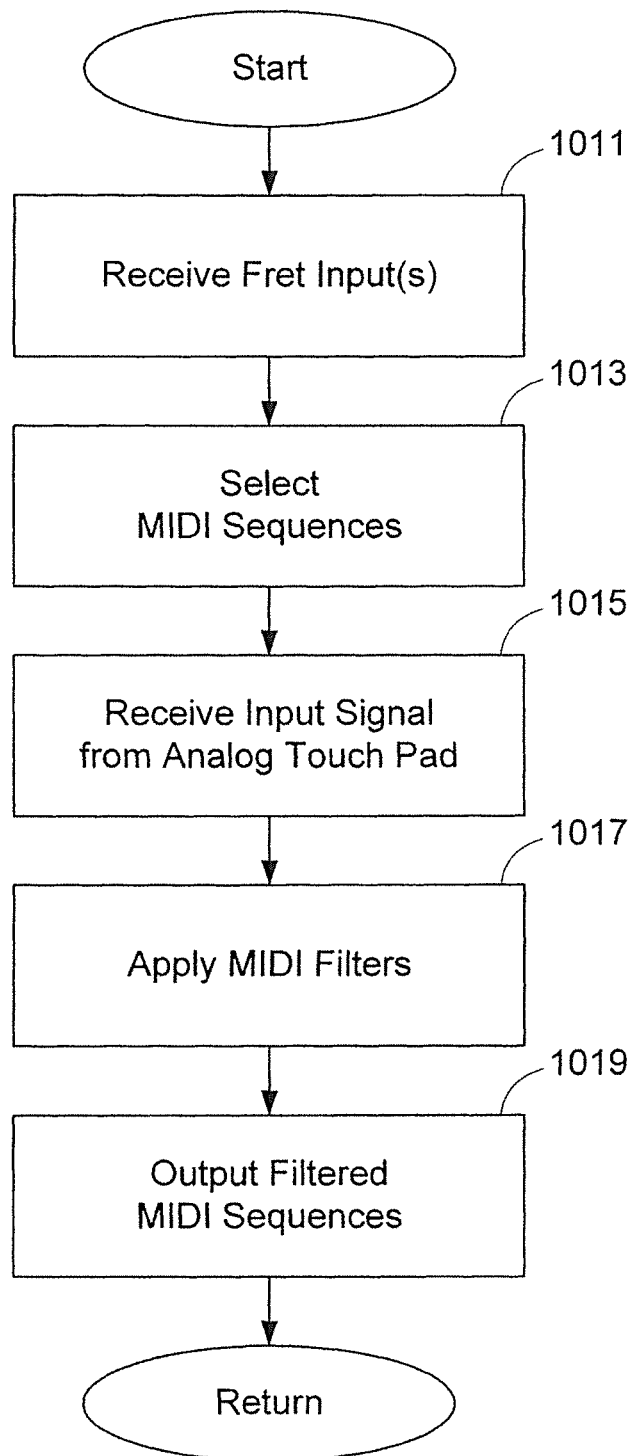 Start
1011
Receive Fret Input(s)
1013
Select
MIDI Sequences
1015
Receive Input Signal
from Analog Touch Pad
1017
Apply MIDI Filters
1019
Output Filtered
MIDI Sequences
Return